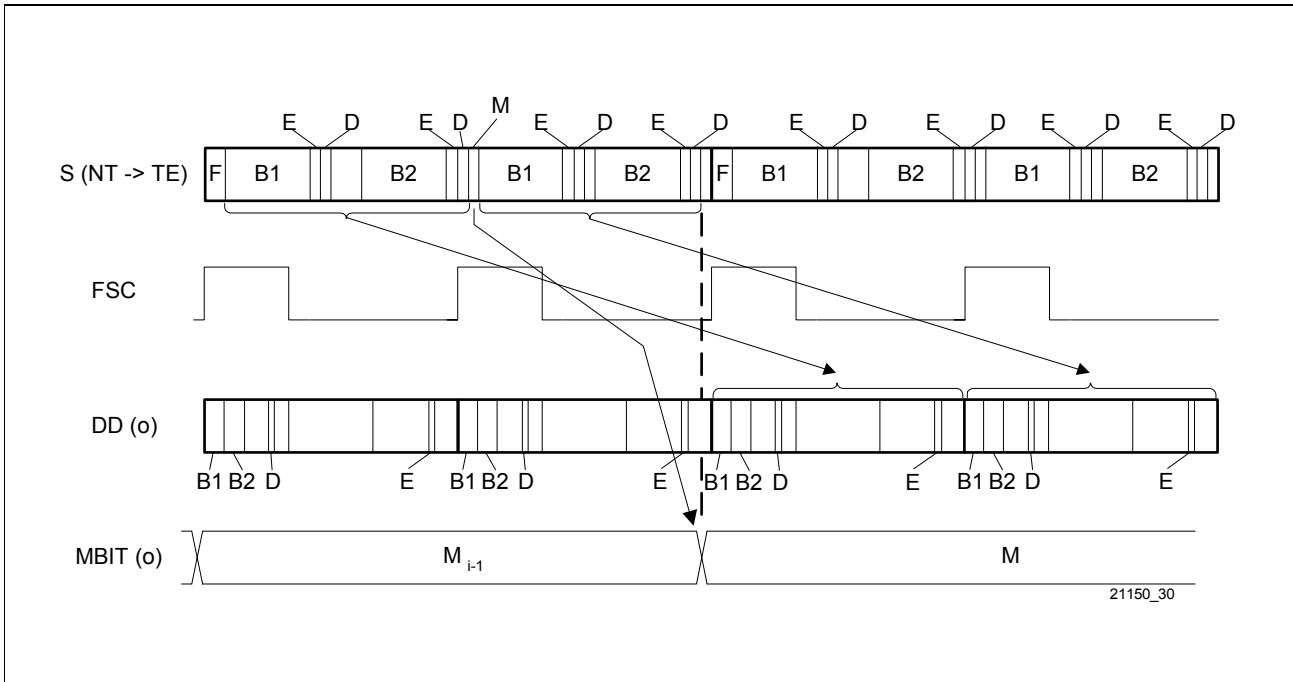 M
E D E D E D E D E D E D E D E D
S (NT -> TE) F B1 B2 B1 B2 F B1 B2 B1 B2
FSC
DD (o)
B1 B2 D E B1 B2 D E B1 B2 D E B1 B2 D E
MBIT (o) M i-1 M
21150_30